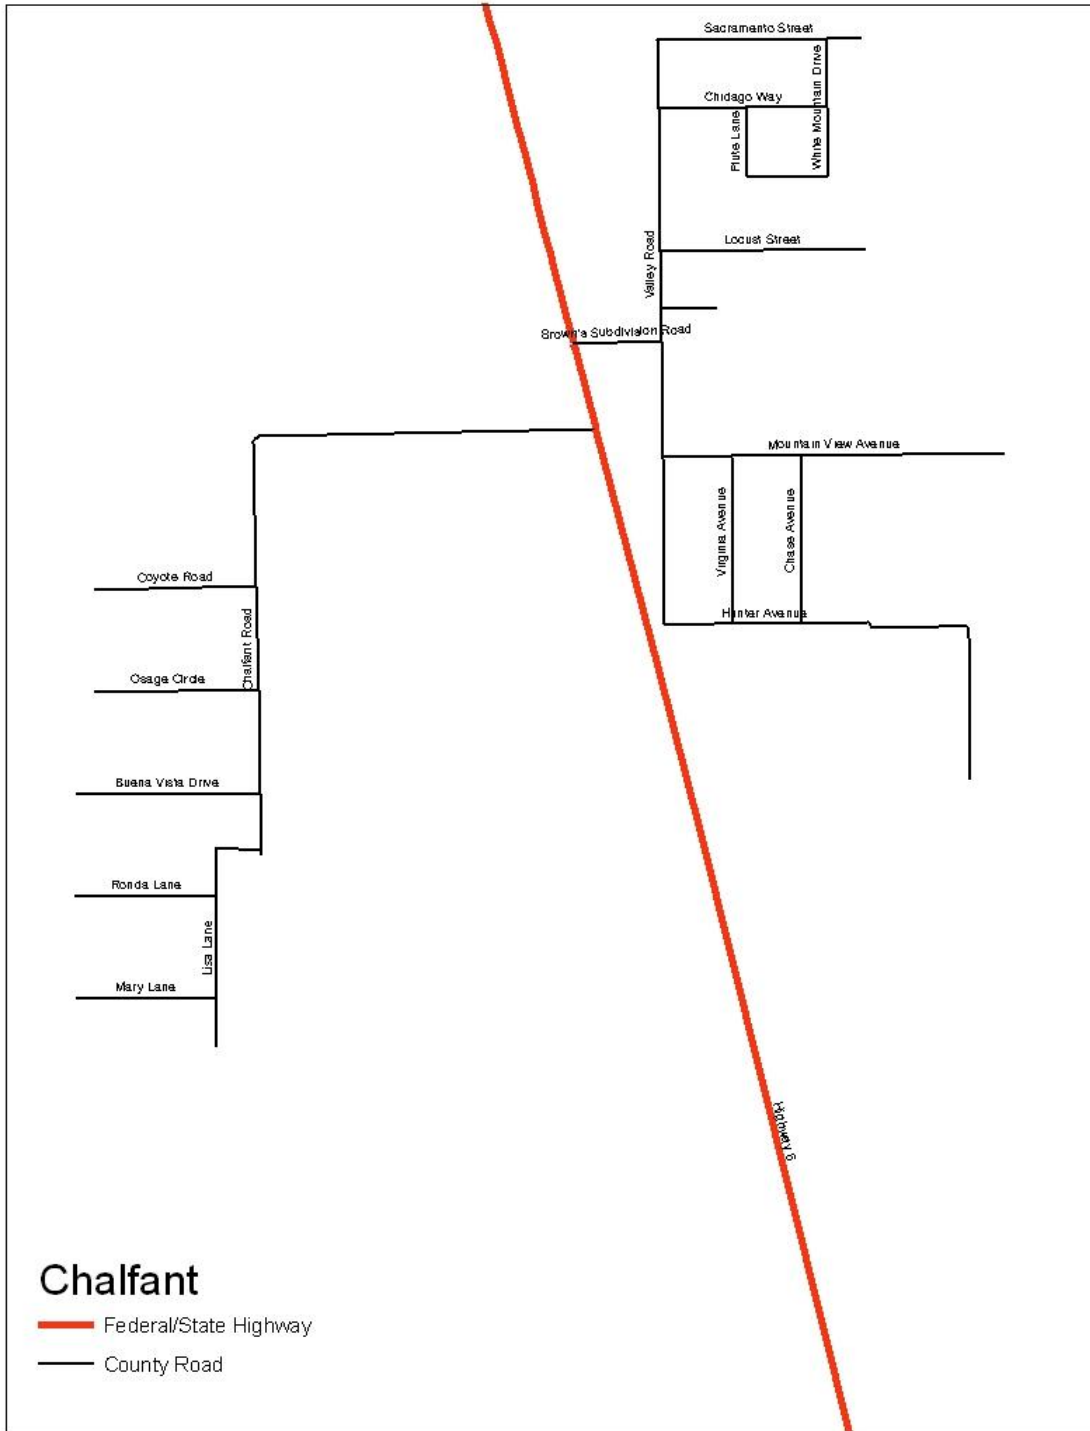 Sacramento Street
White Mountain Drive
Chidago Way
Piute Lane
Locust Street
Valley Road
Brown's Subdivision Road
Mountain View Avenue
Virginia Avenue
Chase Avenue
Hunter Avenue
Coyote Road
Chalfant Road
Osage Circle
Buena Vista Drive
Ronda Lane
Lisa Lane
Mary Lane
Highway 6
Chalfant
Federal/State Highway
County Road